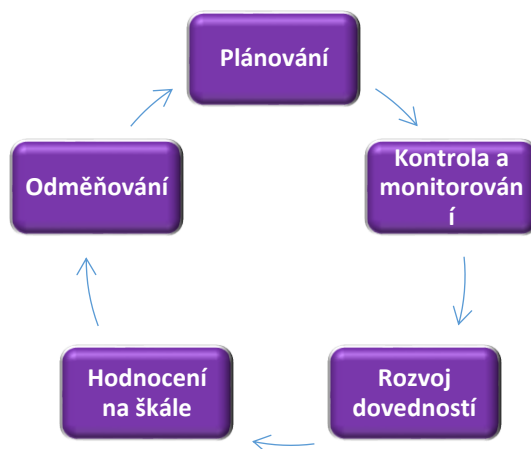 Plánování
Kontrola a
monitorován
í
Rozvoj
dovedností
Hodnocení
na škále
Odměňování